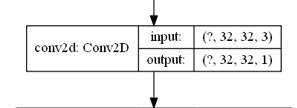 conv2d: Conv2D
input: (?, 32, 32, 3)
output: (?, 32, 32, 1)